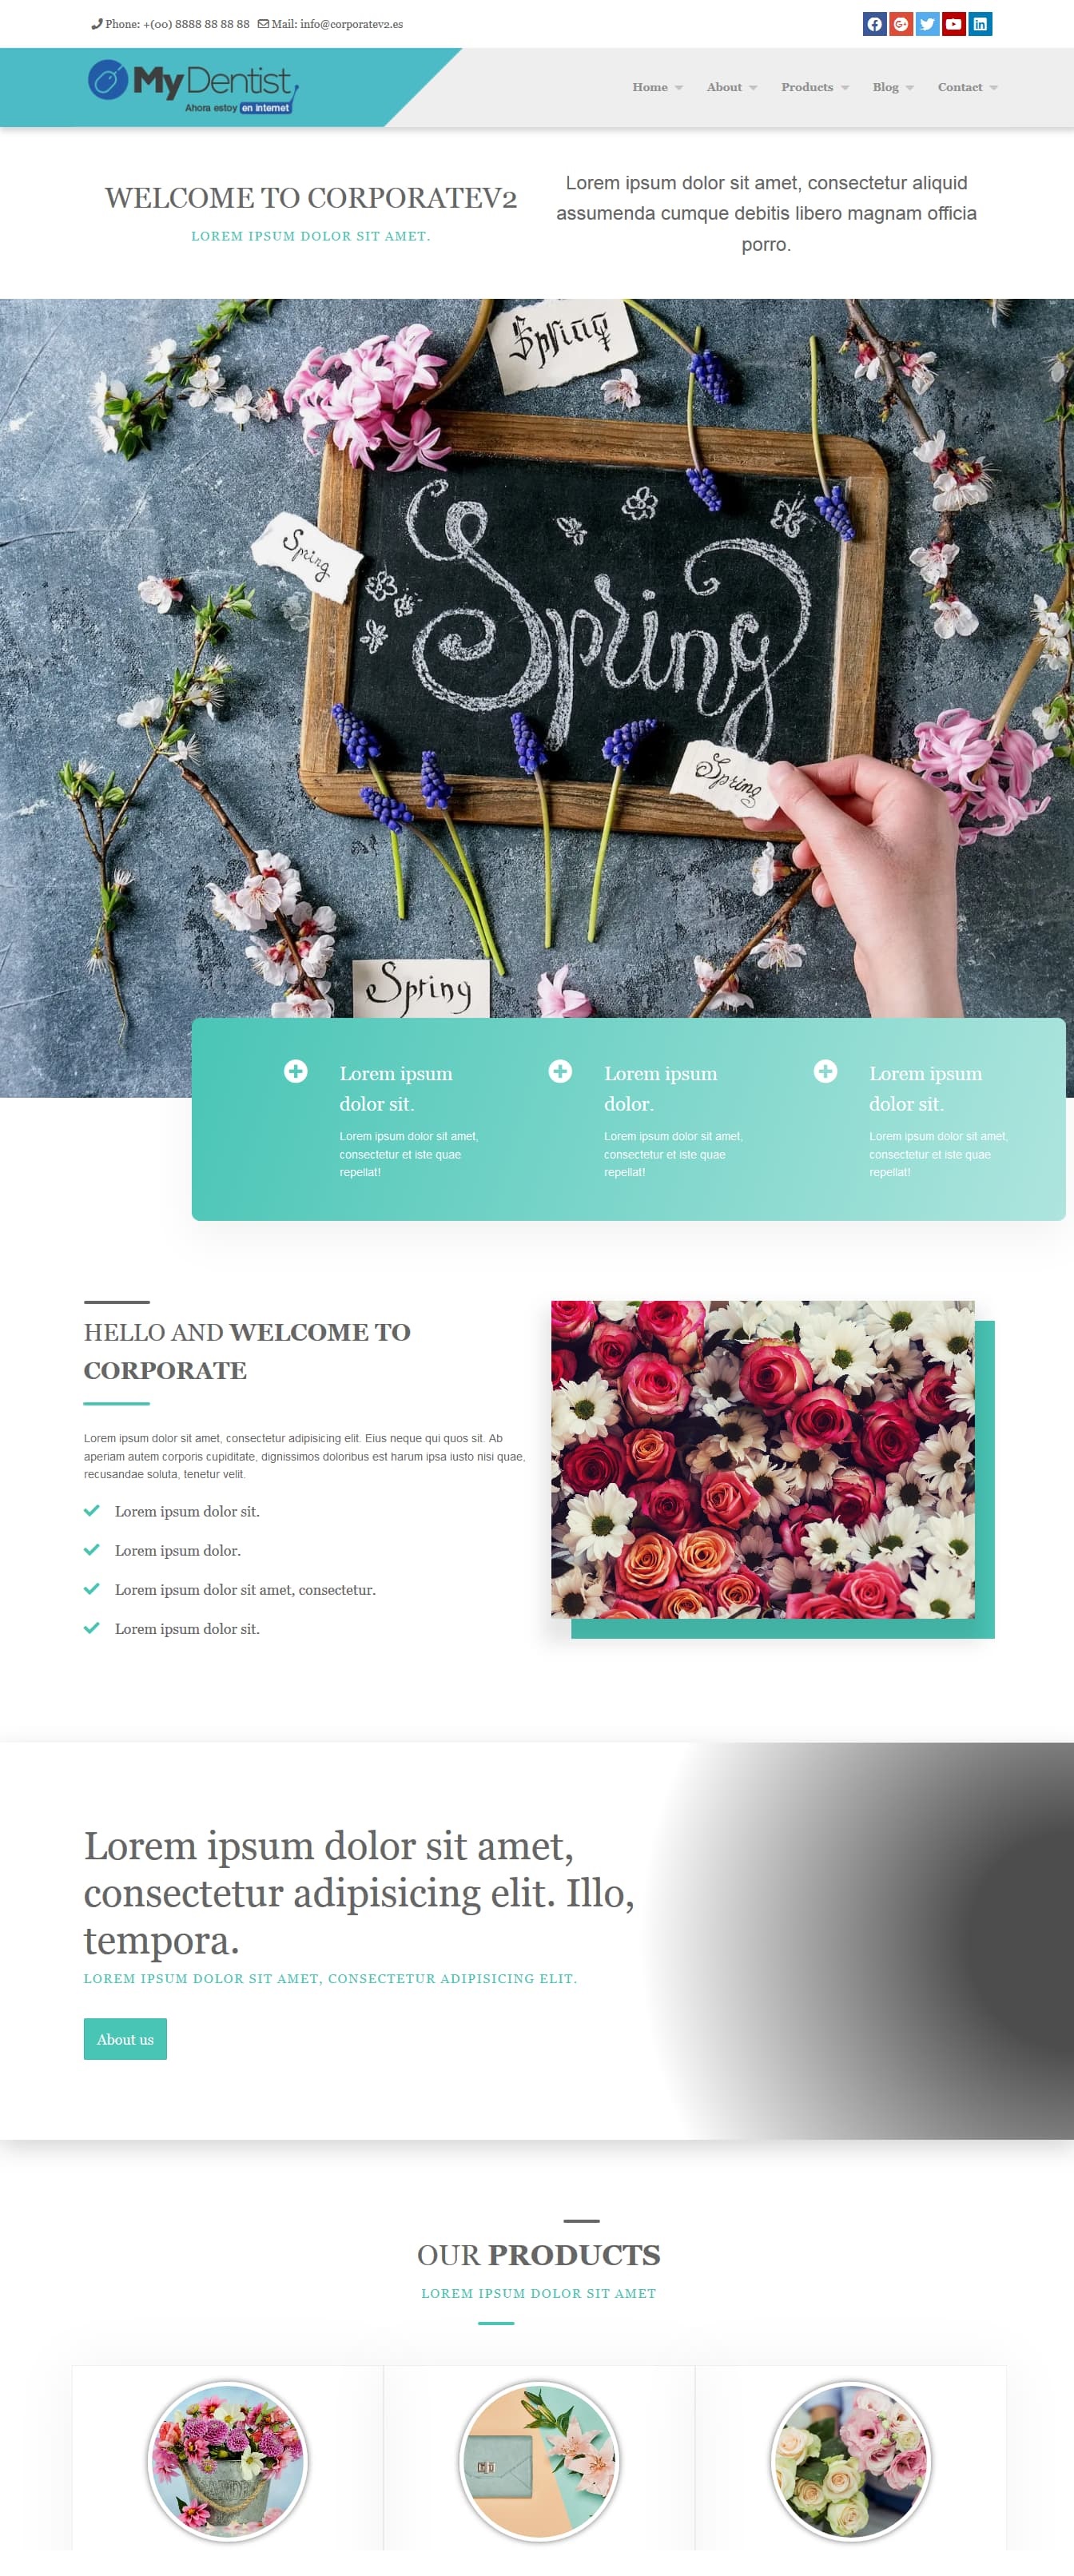 Phone: +(00) 8888 88 88 88 Mail: info@corporatev2.es
MyDentist
Ahora estoy en internet
Home About Products Blog Contact
WELCOME TO CORPORATEV2
LOREM IPSUM DOLOR SIT AMET.
Lorem ipsum dolor sit amet, consectetur aliquid
assumenda cumque debitis libero magnam officia
porro.
Spring
Spring
Spring
Spring
Spring
Lorem ipsum
dolor sit.
Lorem ipsum dolor sit amet,
consectetur et iste quae
repellat!
Lorem ipsum
dolor.
Lorem ipsum dolor sit amet,
consectetur et iste quae
repellat!
Lorem ipsum
dolor sit.
Lorem ipsum dolor sit amet,
consectetur et iste quae
repellat!
HELLO AND WELCOME TO
CORPORATE
Lorem ipsum dolor sit amet, consectetur adipisicing elit. Eius neque qui quos sit. Ab
aperiam autem corporis cupiditate, dignissimos doloribus est harum ipsa iusto nisi quae,
recusandae soluta, tenetur velit.
Lorem ipsum dolor sit.
Lorem ipsum dolor.
Lorem ipsum dolor sit amet, consectetur.
Lorem ipsum dolor sit.
Lorem ipsum dolor sit amet,
consectetur adipisicing elit. Illo,
tempora.
LOREM IPSUM DOLOR SIT AMET, CONSECTETUR ADIPISICING ELIT.
About us
OUR PRODUCTS
LOREM IPSUM DOLOR SIT AMET